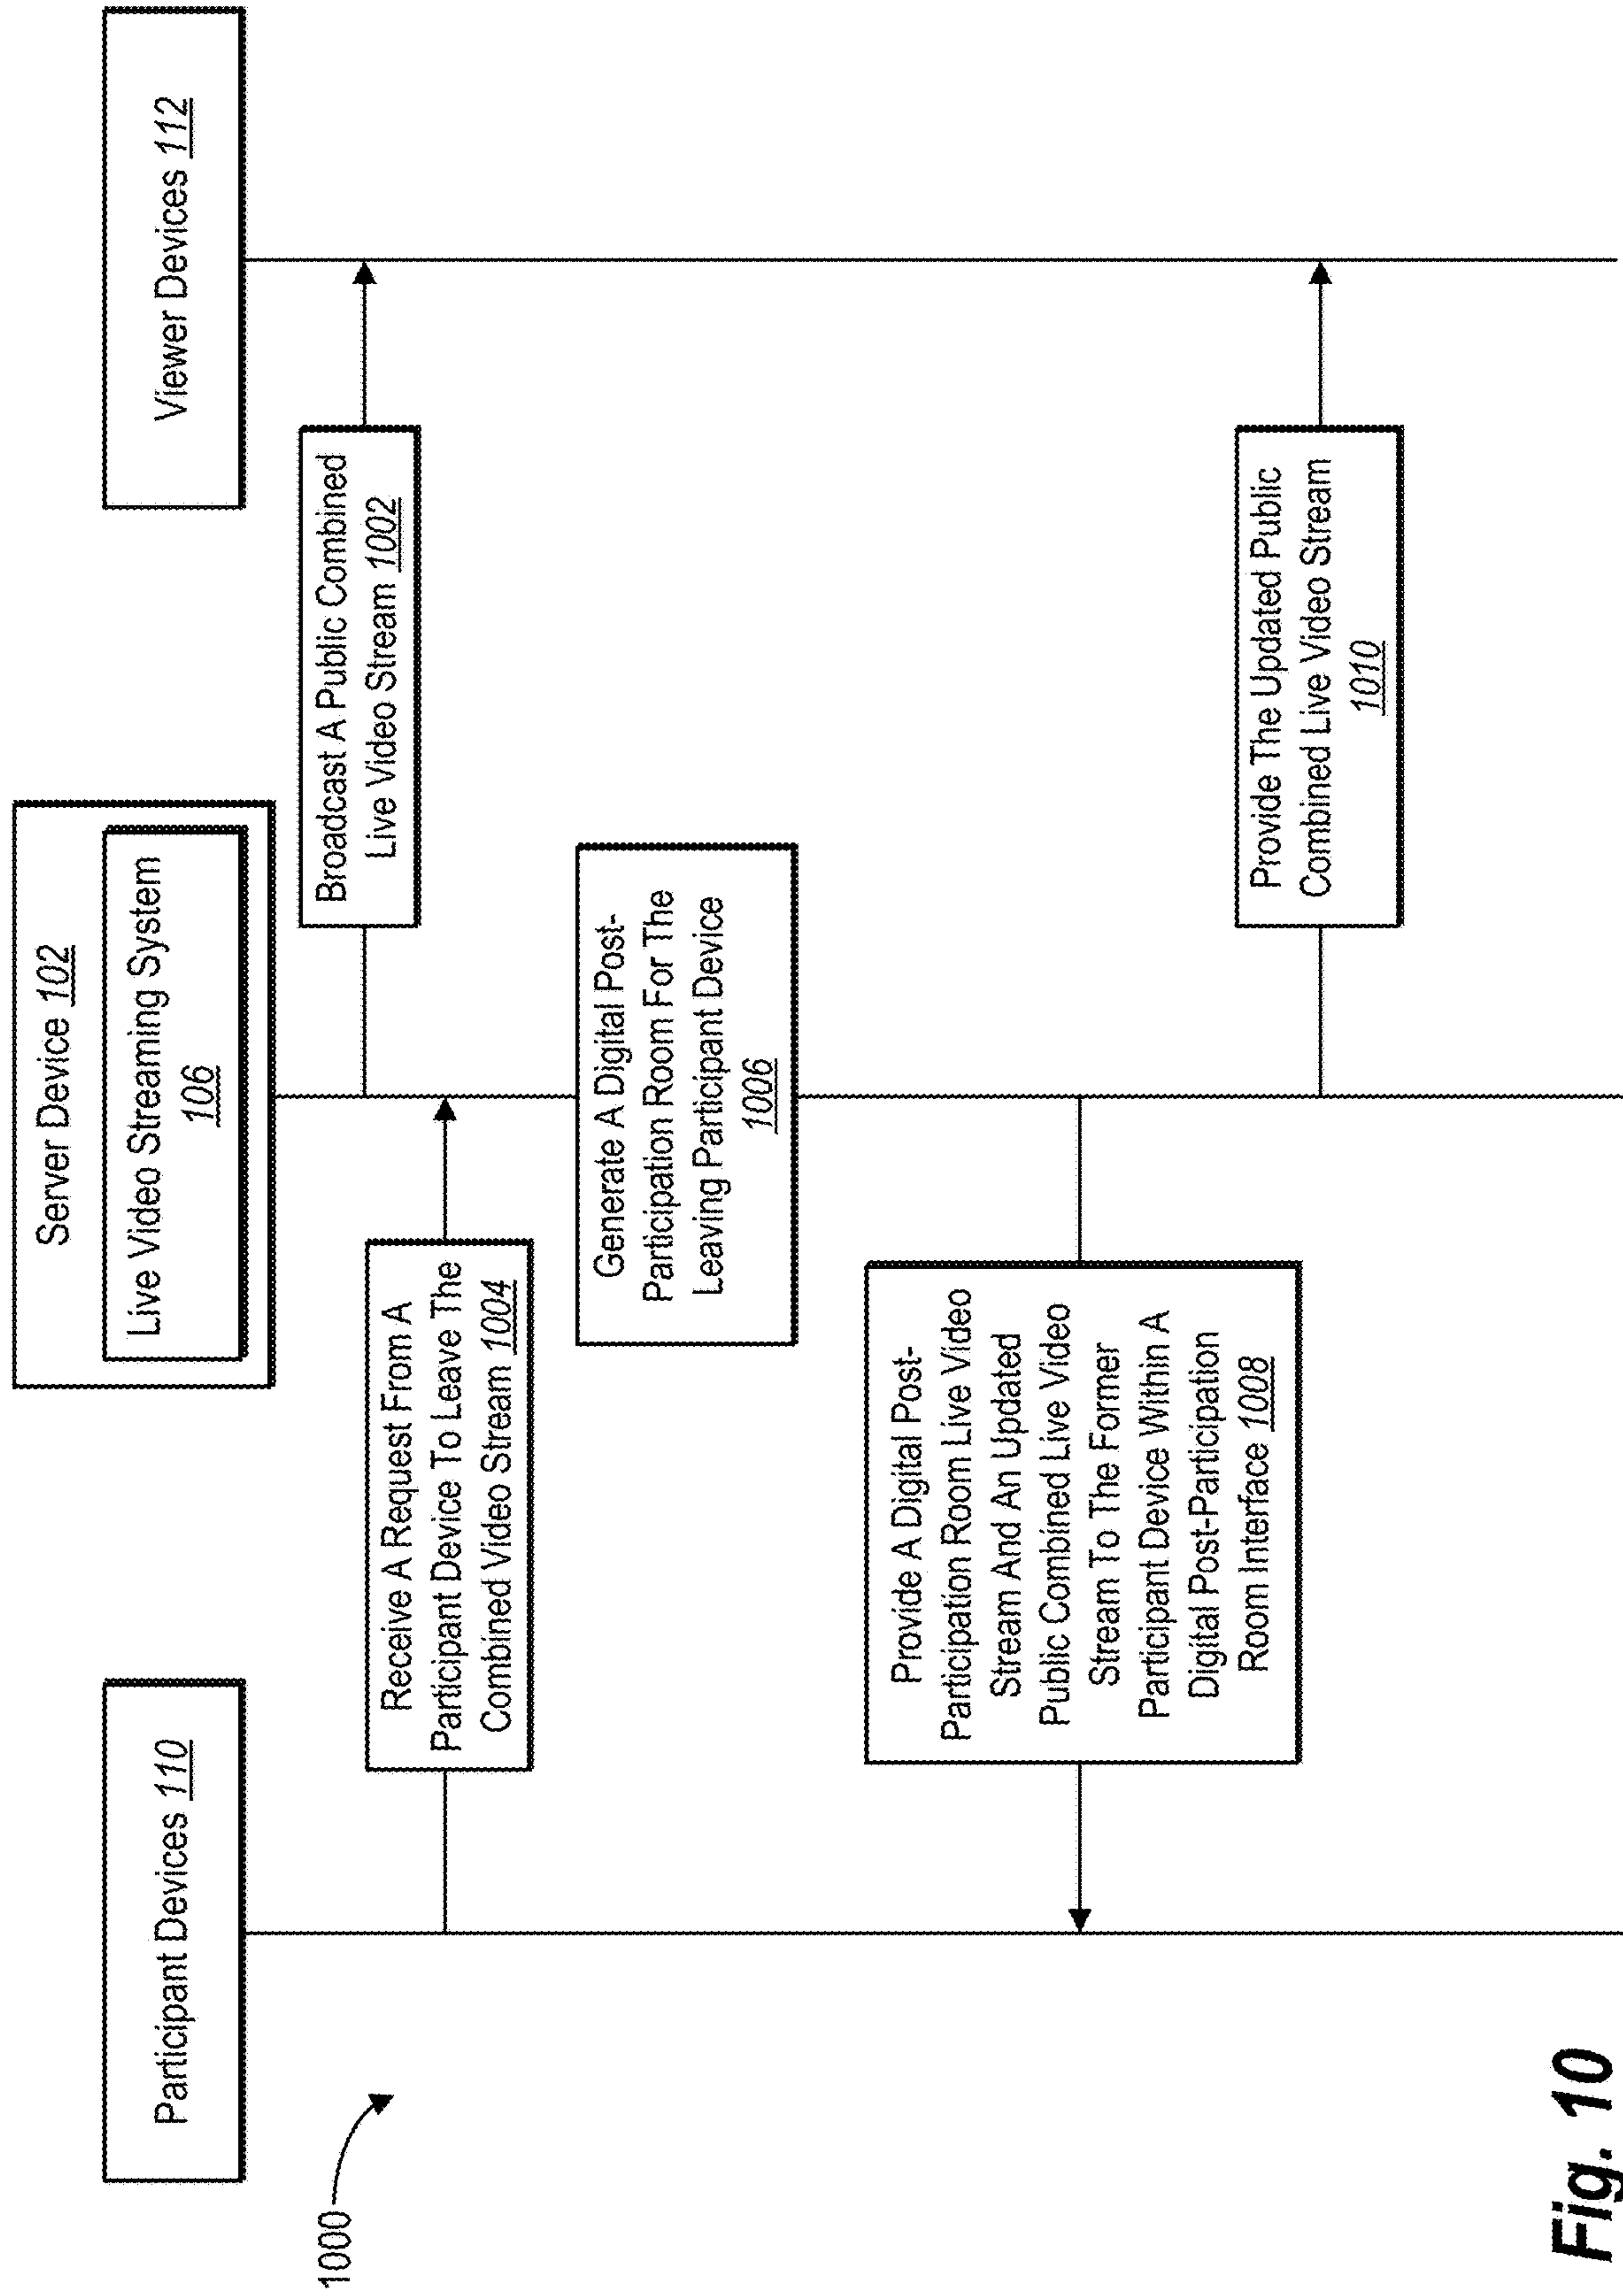 Participant Devices 110
Server Device 102
Live Video Streaming System
106
Viewer Devices 112
1000
Broadcast A Public Combined
Live Video Stream 1002
Receive A Request From A
Participant Device To Leave The
Combined Video Stream 1004
Generate A Digital Post-
Participation Room For The
Leaving Participant Device
1006
Provide A Digital Post-
Participation Room Live Video
Stream And An Updated
Public Combined Live Video
Stream To The Former
Participant Device Within A
Digital Post-Participation
Room Interface 1008
Provide The Updated Public
Combined Live Video Stream
1010
Fig. 10